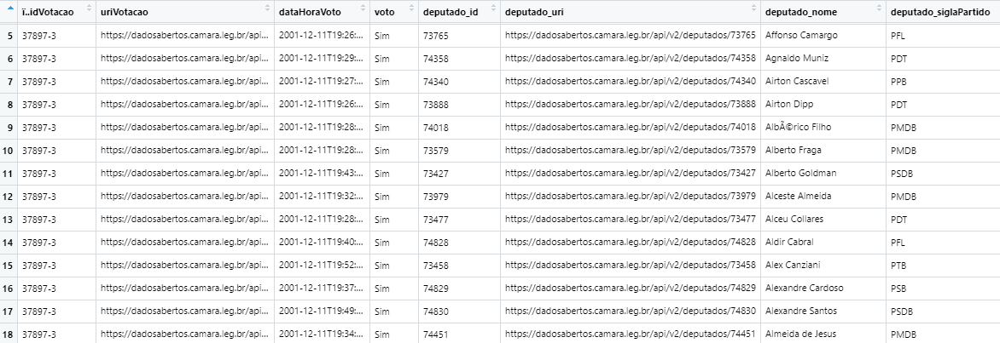 ï..idVotacao uriVotacao dataHoraVoto voto deputado_id deputado_uri deputado_nome deputado_siglaPartido
5 37897-3 https://dadosabertos.camara.leg.br/api... 2001-12-11T19:26:... Sim 73765 https://dadosabertos.camara.leg.br/api/v2/deputados/73765 Affonso Camargo PFL
6 37897-3 https://dadosabertos.camara.leg.br/api... 2001-12-11T19:29:... Sim 74358 https://dadosabertos.camara.leg.br/api/v2/deputados/74358 Agnaldo Muniz PDT
7 37897-3 https://dadosabertos.camara.leg.br/api... 2001-12-11T19:27:... Sim 74340 https://dadosabertos.camara.leg.br/api/v2/deputados/74340 Airton Cascavel PPB
8 37897-3 https://dadosabertos.camara.leg.br/api... 2001-12-11T19:26:... Sim 73888 https://dadosabertos.camara.leg.br/api/v2/deputados/73888 Airton Dipp PDT
9 37897-3 https://dadosabertos.camara.leg.br/api... 2001-12-11T19:28:... Sim 74018 https://dadosabertos.camara.leg.br/api/v2/deputados/74018 AlbÃ©rico Filho PMDB
10 37897-3 https://dadosabertos.camara.leg.br/api... 2001-12-11T19:28:... Sim 73579 https://dadosabertos.camara.leg.br/api/v2/deputados/73579 Alberto Fraga PMDB
11 37897-3 https://dadosabertos.camara.leg.br/api... 2001-12-11T19:43:... Sim 73427 https://dadosabertos.camara.leg.br/api/v2/deputados/73427 Alberto Goldman PSDB
12 37897-3 https://dadosabertos.camara.leg.br/api... 2001-12-11T19:32:... Sim 73979 https://dadosabertos.camara.leg.br/api/v2/deputados/73979 Alceste Almeida PMDB
13 37897-3 https://dadosabertos.camara.leg.br/api... 2001-12-11T19:28:... Sim 73477 https://dadosabertos.camara.leg.br/api/v2/deputados/73477 Alceu Collares PDT
14 37897-3 https://dadosabertos.camara.leg.br/api... 2001-12-11T19:40:... Sim 74828 https://dadosabertos.camara.leg.br/api/v2/deputados/74828 Aldir Cabral PFL
15 37897-3 https://dadosabertos.camara.leg.br/api... 2001-12-11T19:52:... Sim 73458 https://dadosabertos.camara.leg.br/api/v2/deputados/73458 Alex Canziani PTB
16 37897-3 https://dadosabertos.camara.leg.br/api... 2001-12-11T19:37:... Sim 74829 https://dadosabertos.camara.leg.br/api/v2/deputados/74829 Alexandre Cardoso PSB
17 37897-3 https://dadosabertos.camara.leg.br/api... 2001-12-11T19:49:... Sim 74830 https://dadosabertos.camara.leg.br/api/v2/deputados/74830 Alexandre Santos PSDB
18 37897-3 https://dadosabertos.camara.leg.br/api... 2001-12-11T19:34:... Sim 74451 https://dadosabertos.camara.leg.br/api/v2/deputados/74451 Almeida de Jesus PMDB